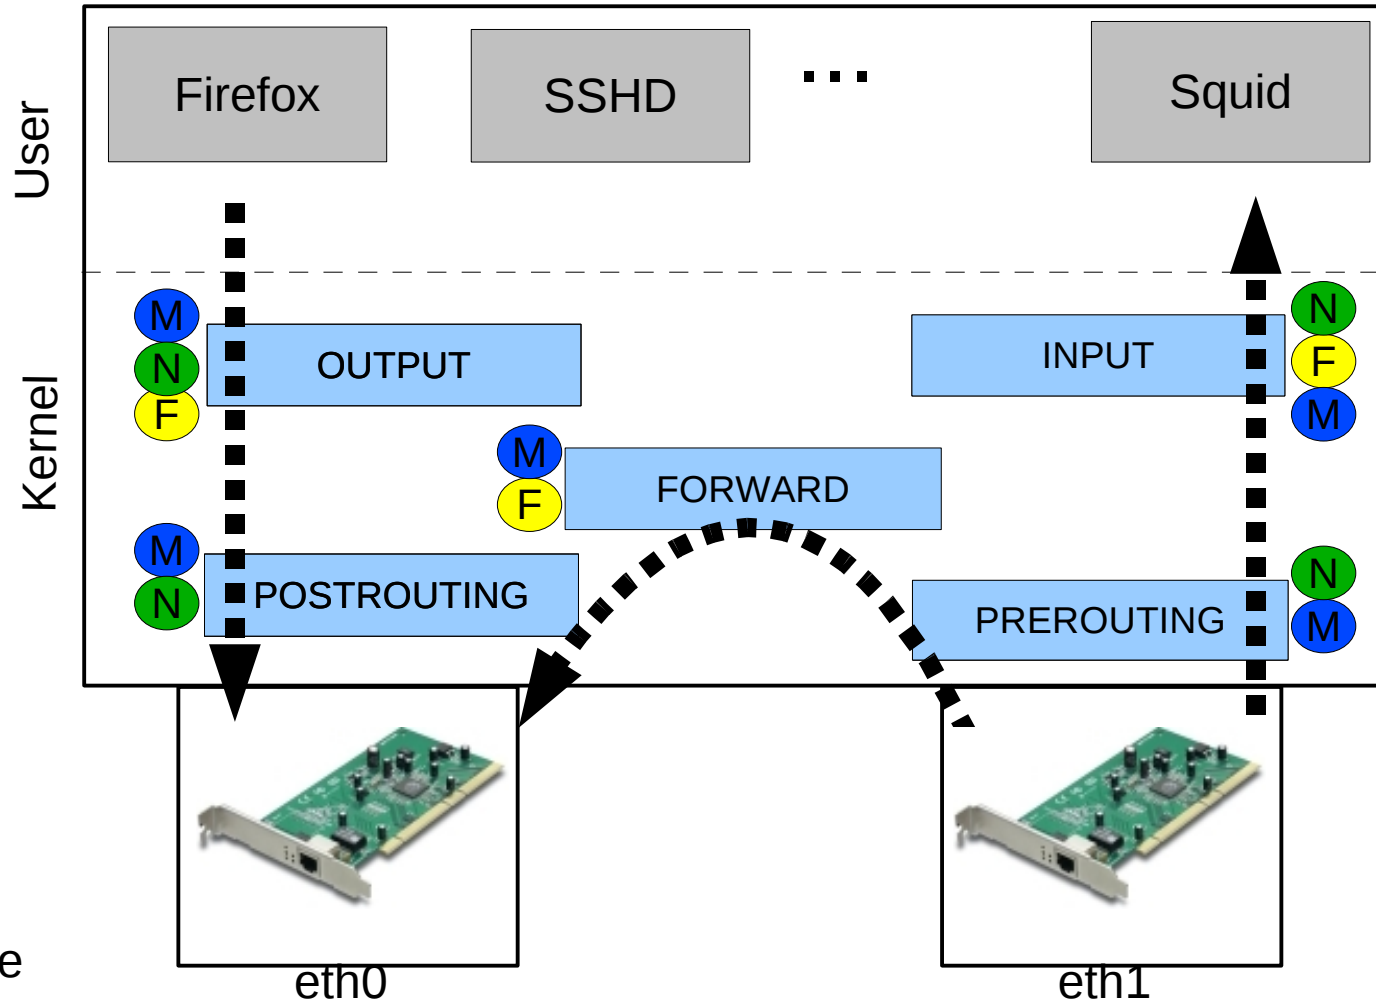 User
Firefox
SSHD
...
Squid
Kernel
M
N
F
OUTPUT
INPUT
N
F
M
M
F
FORWARD
M
N
POSTROUTING
PREROUTING
N
M
e
eth0
eth1